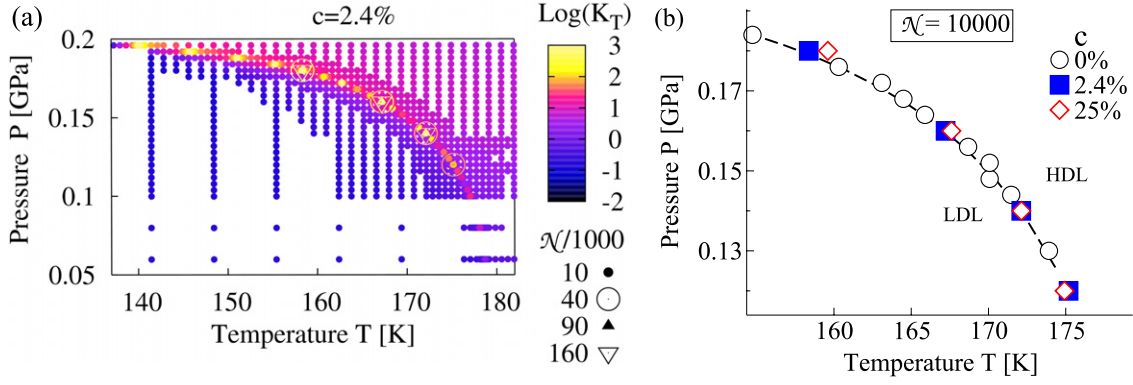 (a)
c=2.4%
Log(K_T)
Pressure P [GPa]
0.2
0.15
0.1
0.05
140
150
160
170
180
Temperature T [K]
3
2
1
0
-1
-2
𝒩/1000
10
40
90
160
(b)
𝒩= 10000
c
0%
2.4%
25%
Pressure P [GPa]
0.17
0.15
0.13
HDL
LDL
160
165
170
175
Temperature T [K]